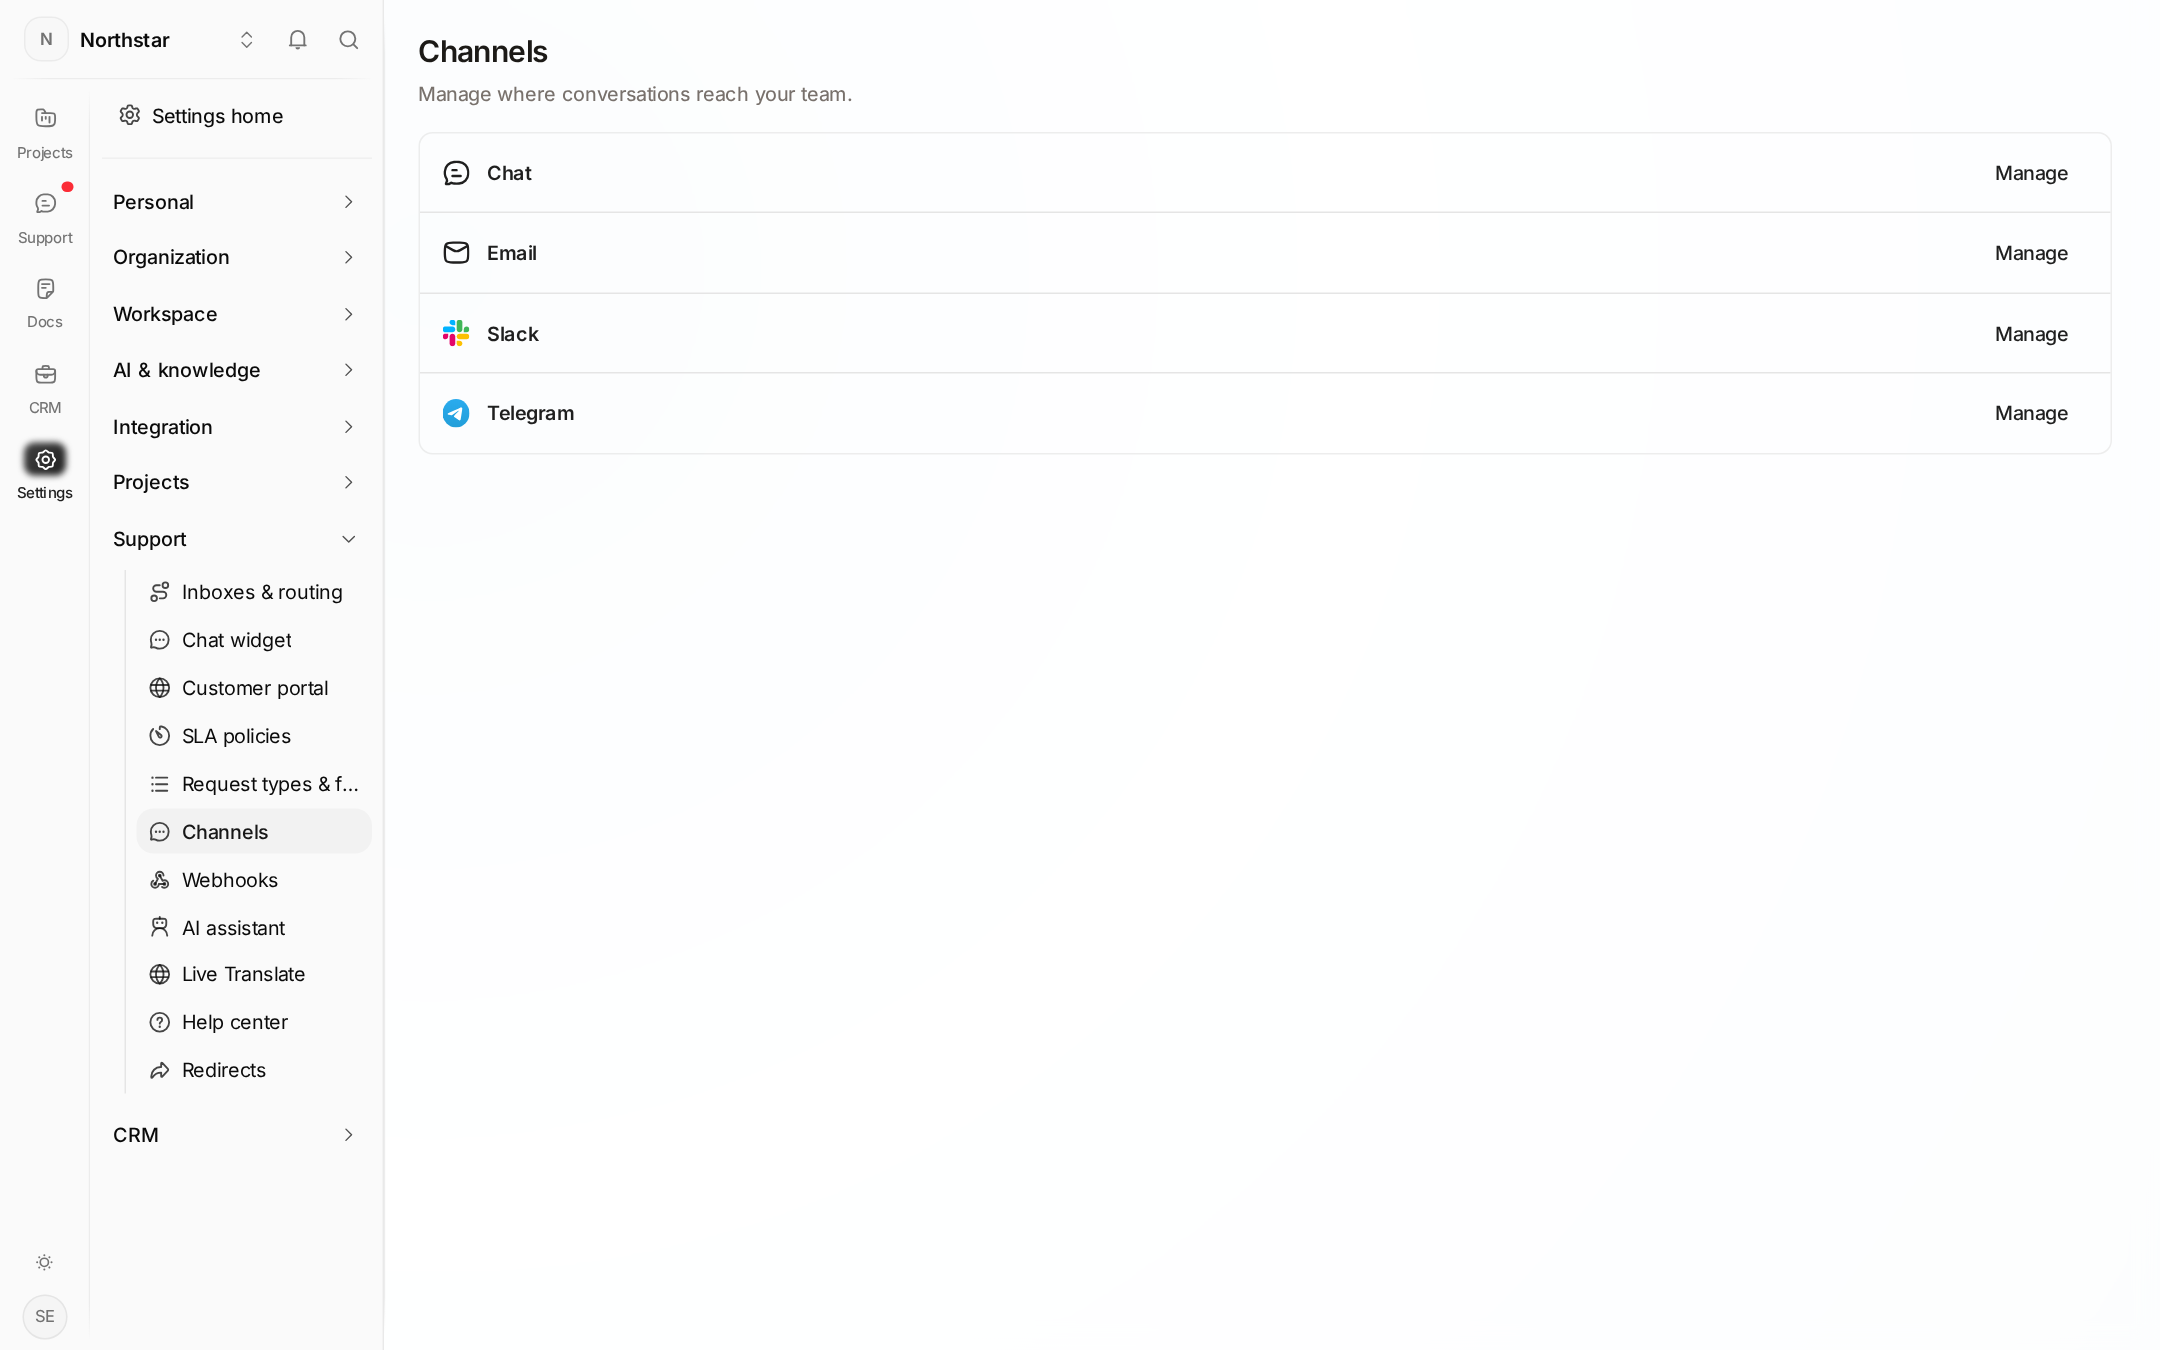 N
Northstar
Projects
Support
Docs
CRM
Settings
SE
Settings home
Personal
Organization
Workspace
AI & knowledge
Integration
Projects
Support
Inboxes & routing
Chat widget
Customer portal
SLA policies
Request types & f...
Channels
Webhooks
AI assistant
Live Translate
Help center
Redirects
CRM
Channels
Manage where conversations reach your team.
Chat Manage
Email Manage
Slack Manage
Telegram Manage